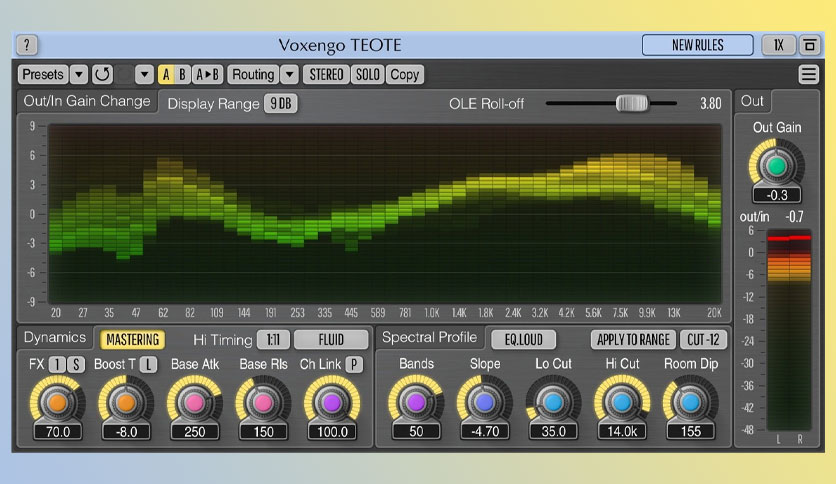 ? Voxengo TEOTE NEW RULES 1X
Presets A B A▸B Routing STEREO SOLO Copy
Out/In Gain Change Display Range 9 DB OLE Roll-off 3.80 Out
Out Gain
-0.3
out/in -0.7
9
6
3
0
-3
-6
-9
20 27 35 47 62 82 109 144 191 253 335 445 589 781 1.0K 1.4K 1.8K 2.4K 3.2K 4.2K 5.6K 7.5K 9.9K 13K 20K
6
0
-6
-12
-18
-24
-30
-36
-42
-48
L R
Dynamics MASTERING Hi Timing 1:11 FLUID
FX 1 S Boost T L Base Atk Base Rls Ch Link P
70.0 -8.0 250 150 100.0
Spectral Profile EQ.LOUD APPLY TO RANGE CUT-12
Bands Slope Lo Cut Hi Cut Room Dip
50 -4.70 35.0 14.0k 155